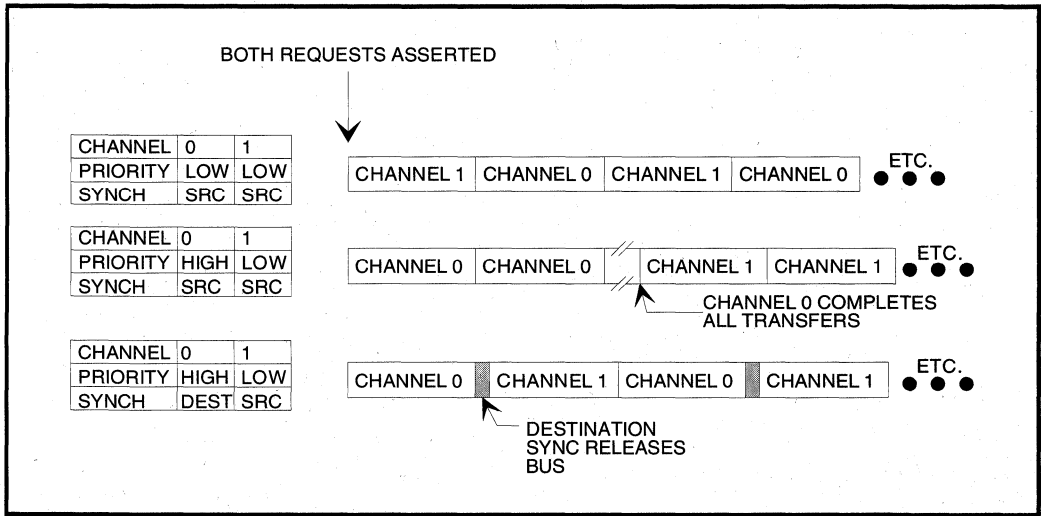 BOTH REQUESTS ASSERTED
CHANNEL 0 1
PRIORITY LOW LOW
SYNCH SRC SRC
CHANNEL 1 CHANNEL 0 CHANNEL 1 CHANNEL 0 ETC.
CHANNEL 0 1
PRIORITY HIGH LOW
SYNCH SRC SRC
CHANNEL 0 CHANNEL 0 CHANNEL 1 CHANNEL 1 ETC.
CHANNEL 0 COMPLETES
ALL TRANSFERS
CHANNEL 0 1
PRIORITY HIGH LOW
SYNCH DEST SRC
CHANNEL 0 CHANNEL 1 CHANNEL 0 CHANNEL 1 ETC.
DESTINATION
SYNC RELEASES
BUS